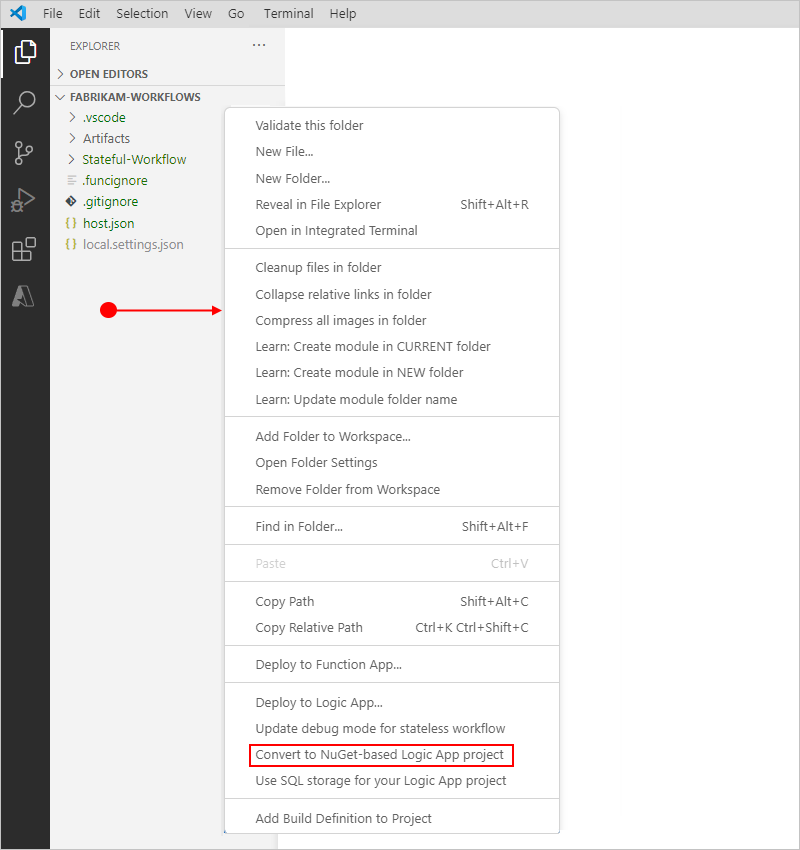 File Edit Selection View Go Terminal Help
EXPLORER ...
OPEN EDITORS
FABRIKAM-WORKFLOWS
.vscode
Artifacts
Stateful-Workflow
.funcignore
.gitignore
{} host.json
{} local.settings.json
Validate this folder
New File...
New Folder...
Reveal in File Explorer Shift+Alt+R
Open in Integrated Terminal
Cleanup files in folder
Collapse relative links in folder
Compress all images in folder
Learn: Create module in CURRENT folder
Learn: Create module in NEW folder
Learn: Update module folder name
Add Folder to Workspace...
Open Folder Settings
Remove Folder from Workspace
Find in Folder... Shift+Alt+F
Paste Ctrl+V
Copy Path Shift+Alt+C
Copy Relative Path Ctrl+K Ctrl+Shift+C
Deploy to Function App...
Deploy to Logic App...
Update debug mode for stateless workflow
Convert to NuGet-based Logic App project
Use SQL storage for your Logic App project
Add Build Definition to Project